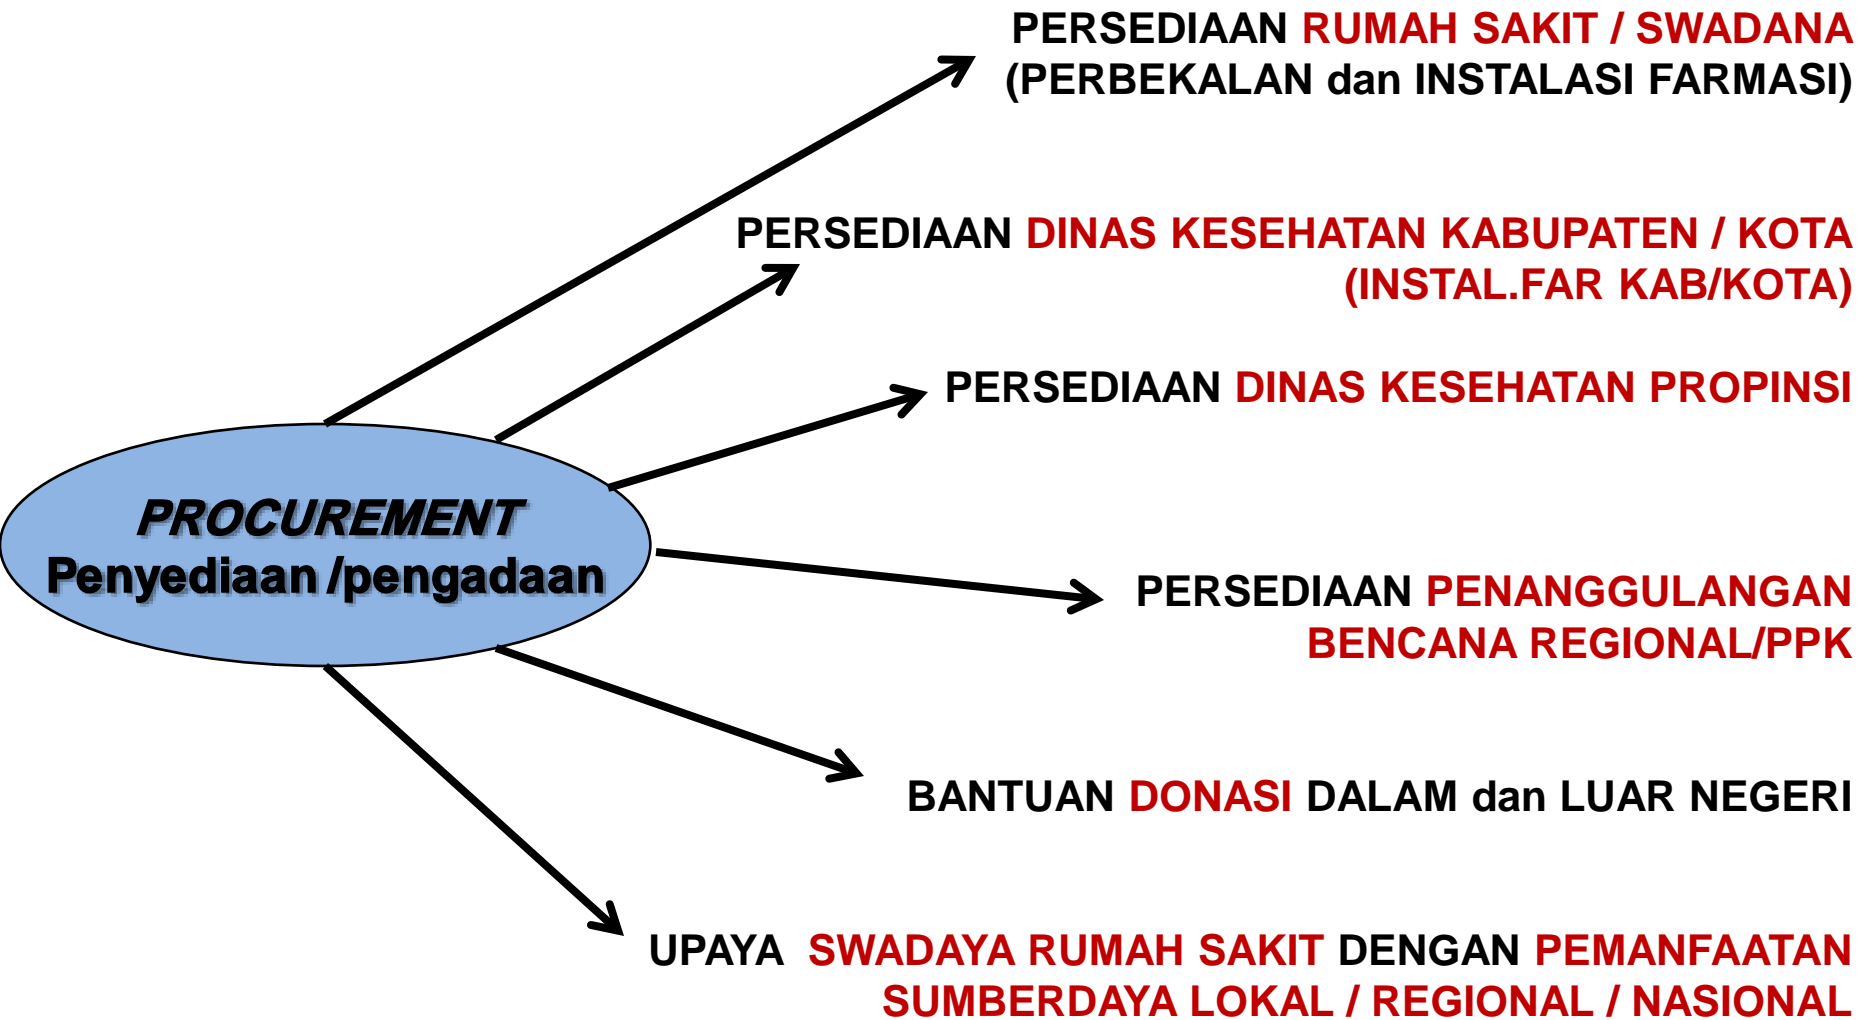 PERSEDIAAN RUMAH SAKIT / SWADANA
(PERBEKALAN dan INSTALASI FARMASI)
PERSEDIAAN DINAS KESEHATAN KABUPATEN / KOTA
(INSTAL.FAR KAB/KOTA)
PERSEDIAAN DINAS KESEHATAN PROPINSI
PROCUREMENT
Penyediaan /pengadaan
PERSEDIAAN PENANGGULANGAN
BENCANA REGIONAL/PPK
BANTUAN DONASI DALAM dan LUAR NEGERI
UPAYA SWADAYA RUMAH SAKIT DENGAN PEMANFAATAN
SUMBERDAYA LOKAL / REGIONAL / NASIONAL